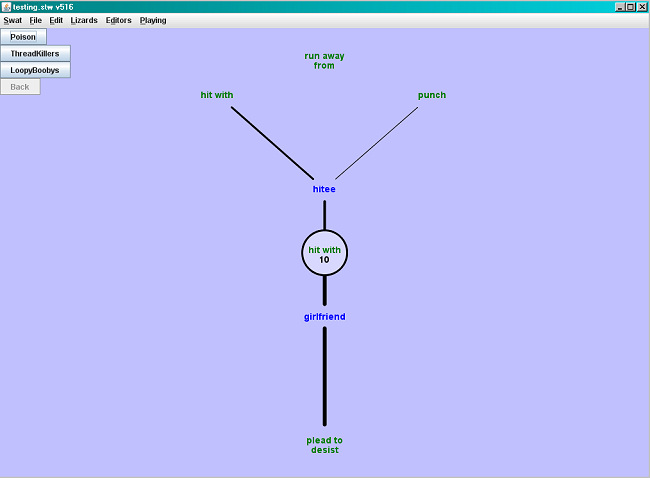 testing.stw v516
Swat File Edit Lizards Editors Playing
Poison
ThreadKillers
LoopyBoobys
Back
run away
from
hit with
punch
hitee
hit with
10
girlfriend
plead to
desist